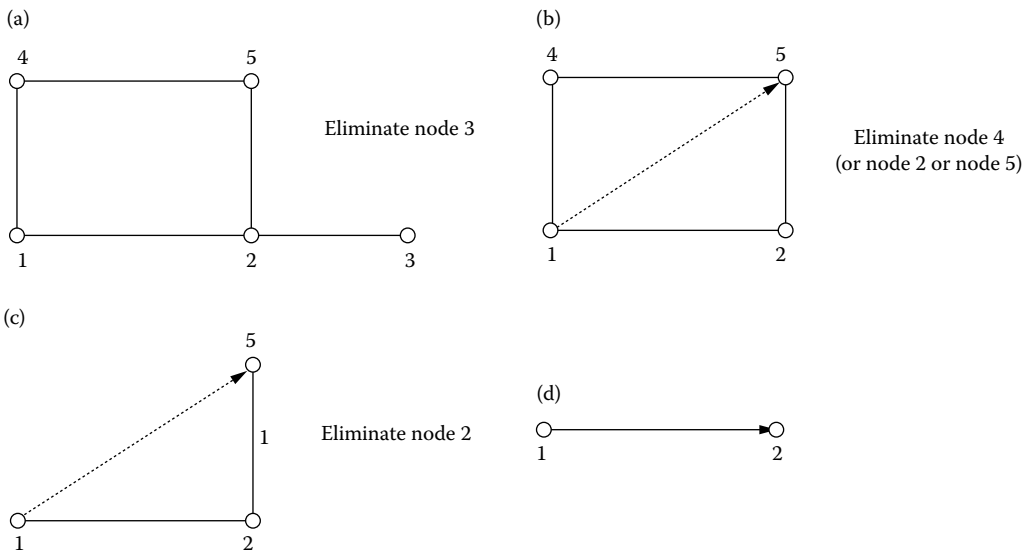 (a)
4
5
Eliminate node 3
1
2
3
(b)
4
5
Eliminate node 4
(or node 2 or node 5)
1
2
(c)
5
1
Eliminate node 2
1
2
(d)
1
2